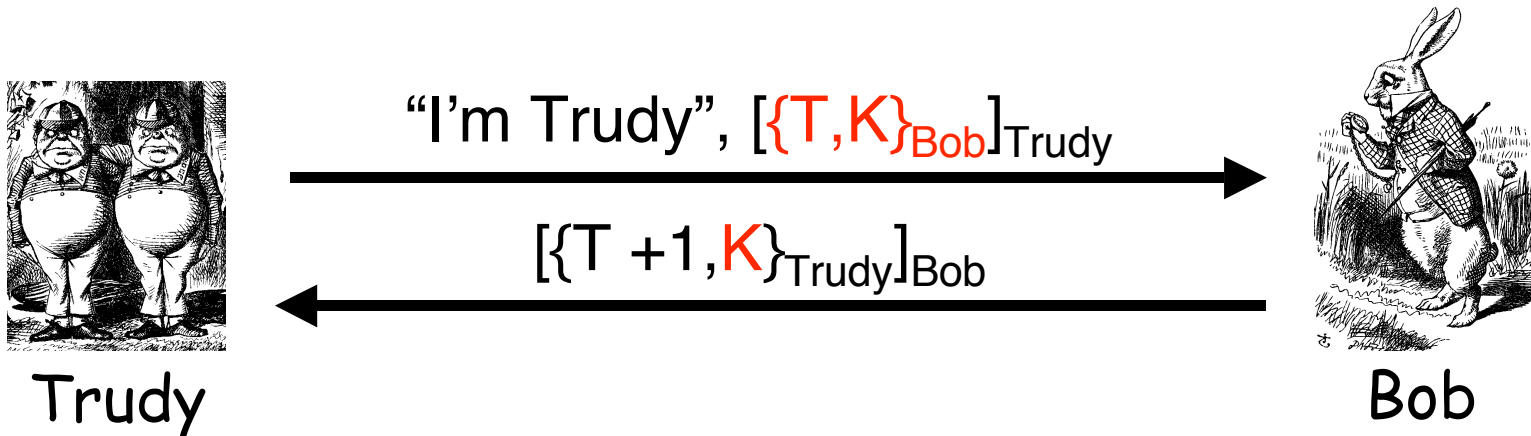 “I’m Trudy”, [{T,K}Bob]Trudy
[{T +1,K}Trudy]Bob
Trudy
Bob